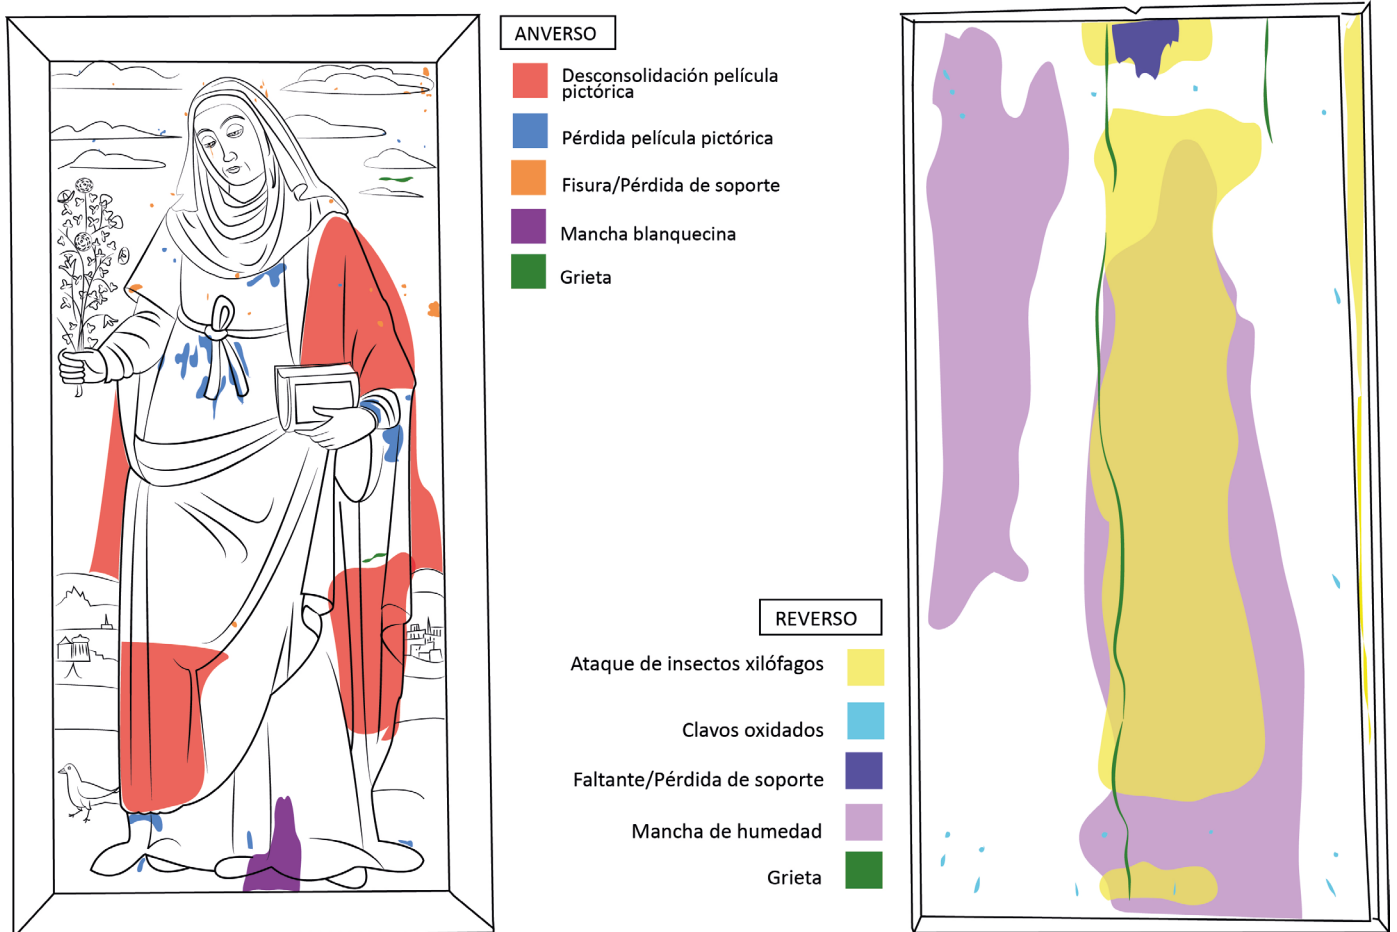 ANVERSO
Desconsolidación película
pictórica
Pérdida película pictórica
Fisura/Pérdida de soporte
Mancha blanquecina
Grieta
REVERSO
Ataque de insectos xilófagos
Clavos oxidados
Faltante/Pérdida de soporte
Mancha de humedad
Grieta